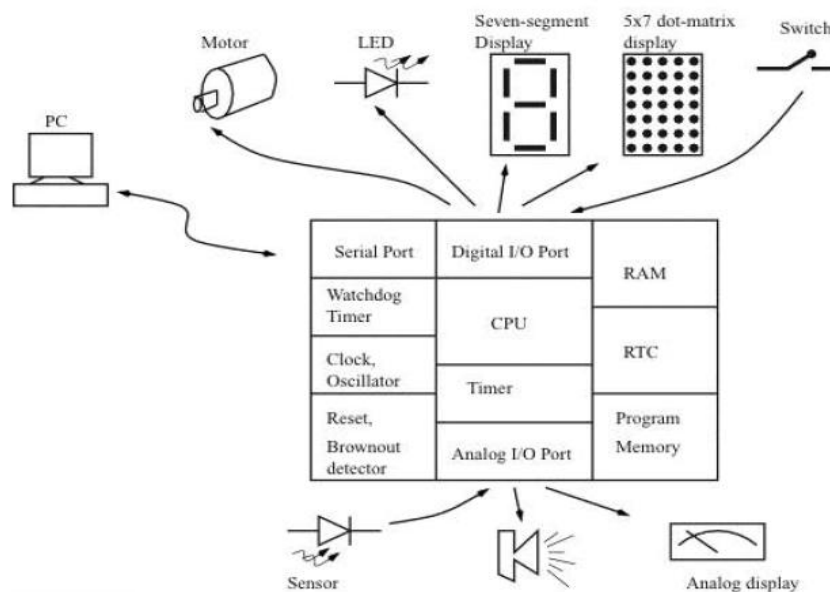 Motor
LED
Seven-segment
Display
5x7 dot-matrix
display
Switch
PC
Serial Port
Digital I/O Port
RAM
Watchdog
Timer
CPU
RTC
Clock,
Oscillator
Timer
Reset,
Brownout
detector
Program
Memory
Analog I/O Port
Sensor
Analog display